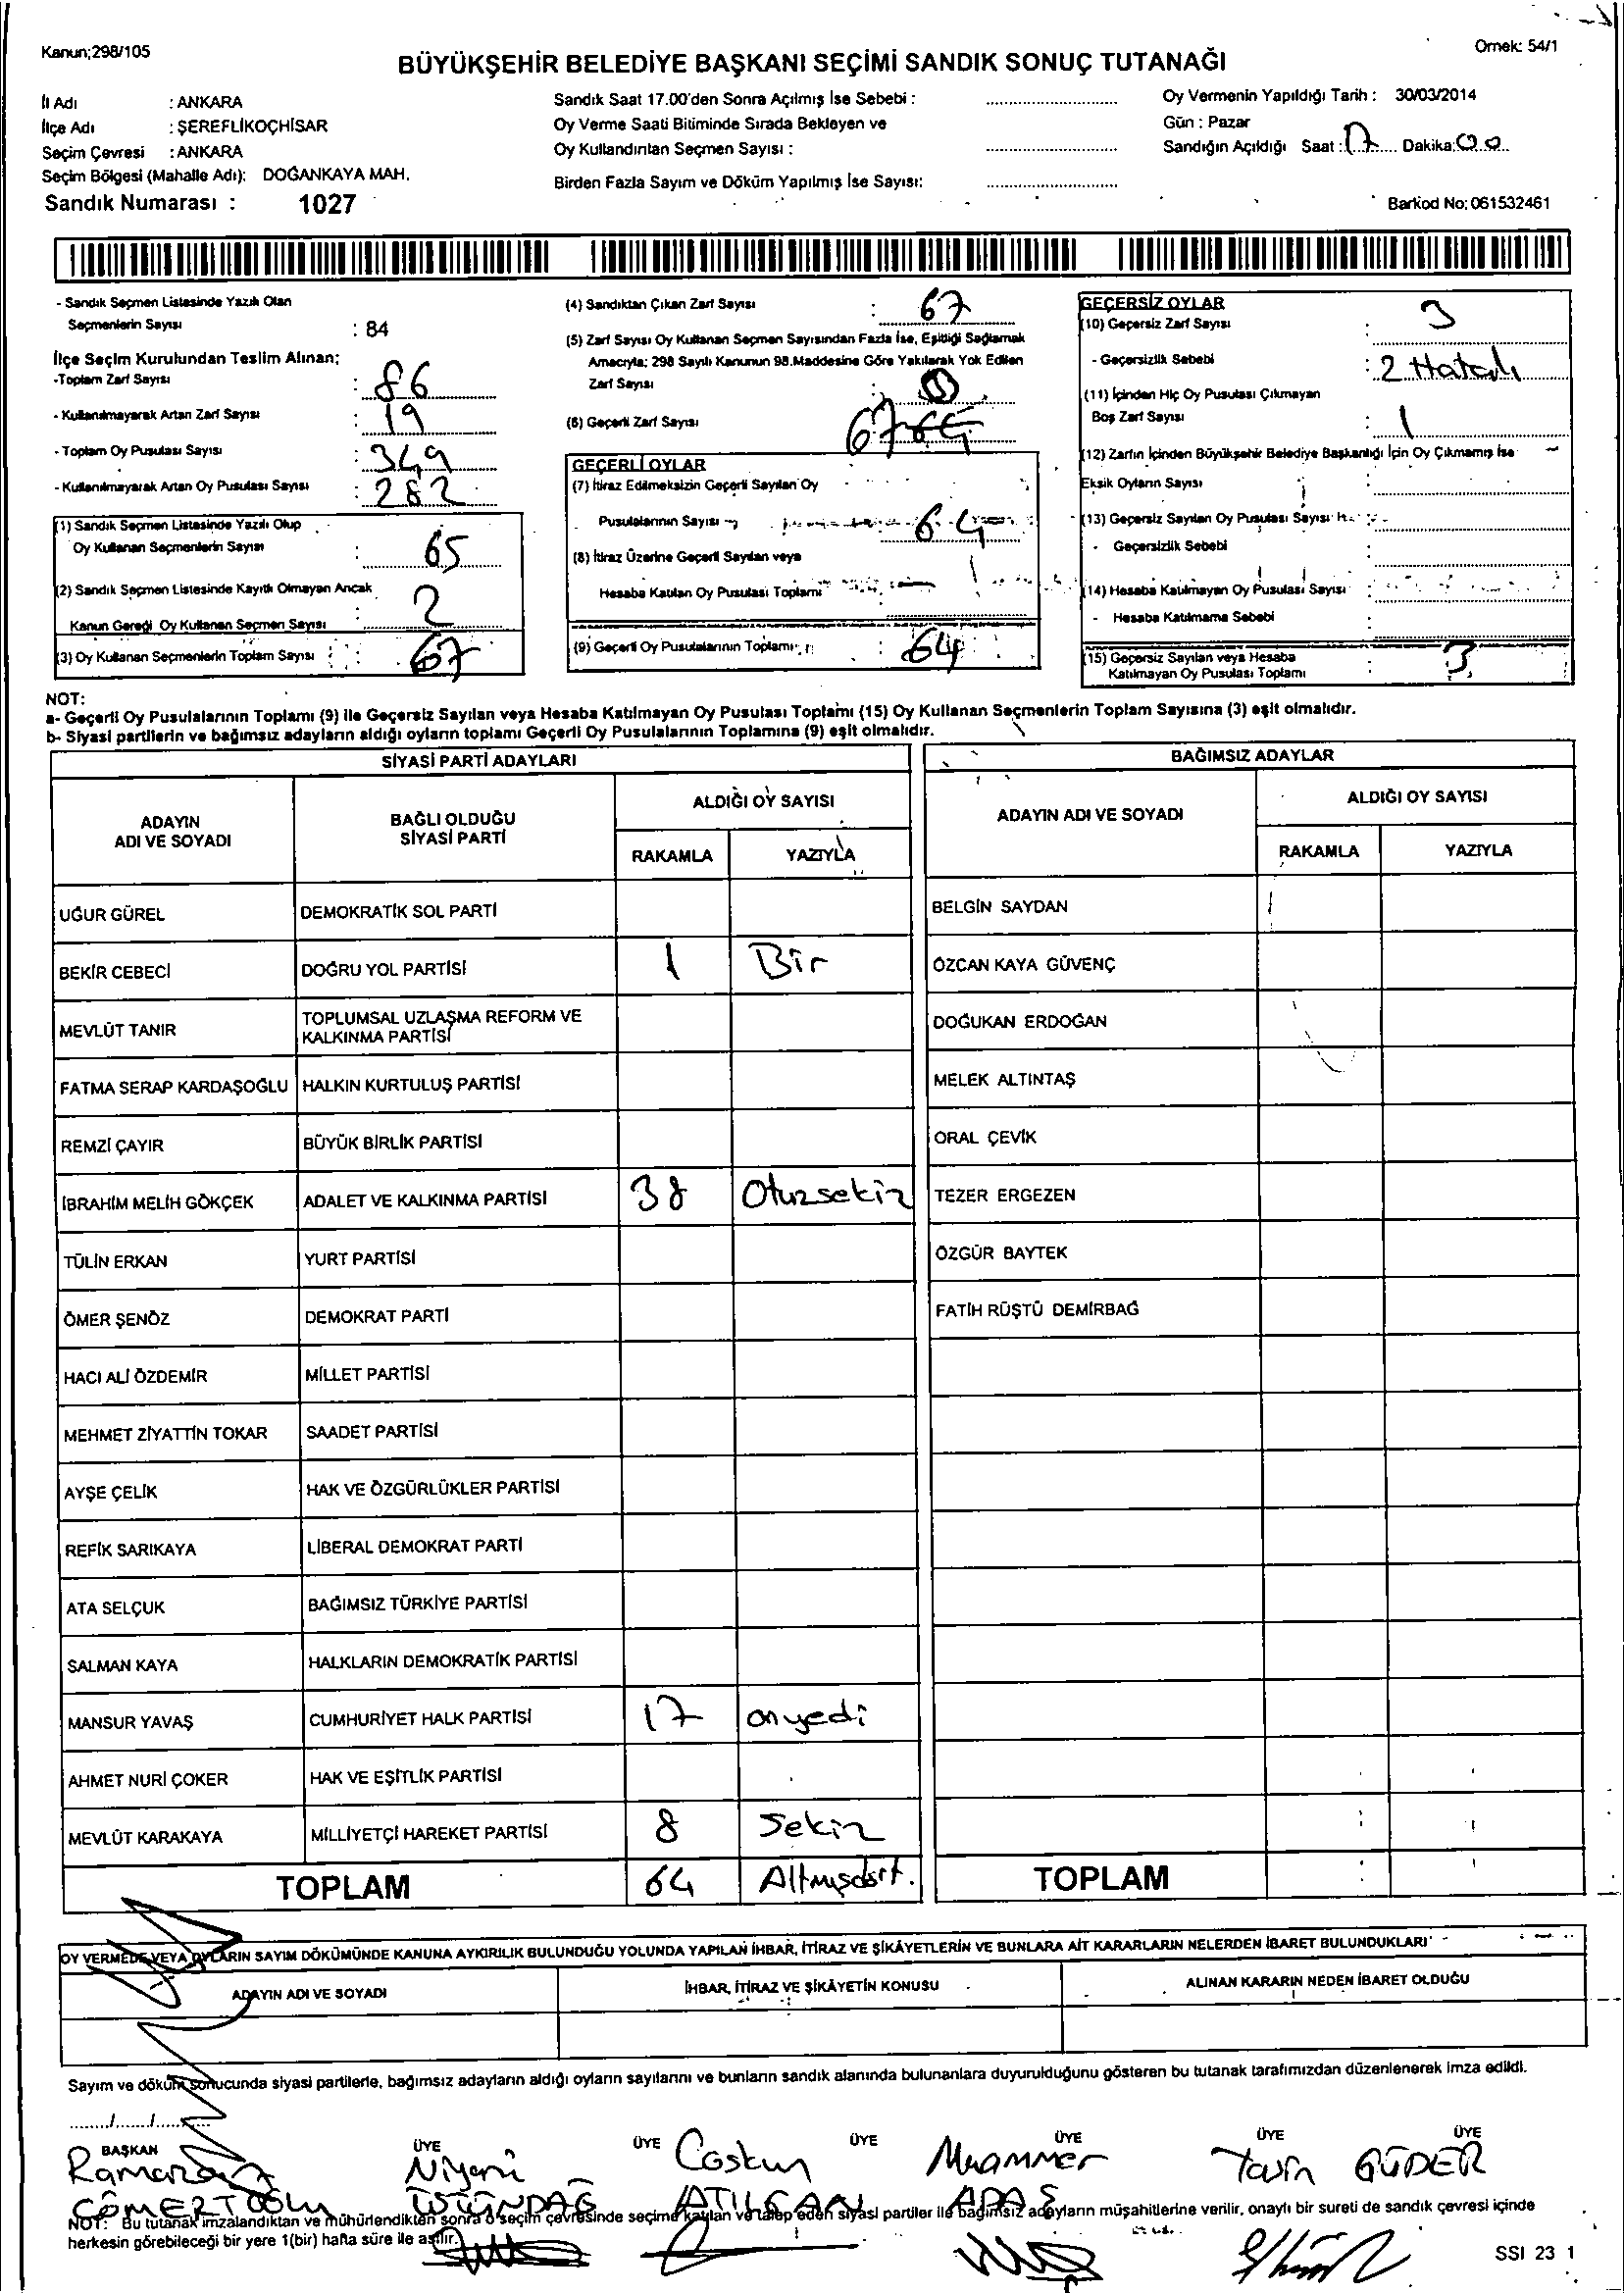 Kanun;298/105
Örnek: 54/1
BÜYÜKŞEHİR BELEDİYE BAŞKANI SEÇİMİ SANDIK SONUÇ TUTANAĞI
İl Adı : ANKARA
İlçe Adı : ŞEREFLİKOÇHİSAR
Seçim Çevresi : ANKARA
Seçim Bölgesi (Mahalle Adı): DOĞANKAYA MAH.
Sandık Numarası : 1027
Sandık Saat 17.00'den Sonra Açılmış İse Sebebi :
Oy Verme Saati Bitiminde Sırada Bekleyen ve
Oy Kullandırılan Seçmen Sayısı :
Birden Fazla Sayım ve Döküm Yapılmış İse Sayısı:
Oy Vermenin Yapıldığı Tarih : 30/03/2014
Gün : Pazar
Sandığın Açıldığı Saat : 17 Dakika: 00
Barkod No: 061532461
- Sandık Seçmen Listesinde Yazılı Olan
Seçmenlerin Sayısı : 84
İlçe Seçim Kurulundan Teslim Alınan:
-Toplam Zarf Sayısı : 86
- Kullanılmayarak Artan Zarf Sayısı : 19
- Toplam Oy Pusulası Sayısı : 349
- Kullanılmayarak Artan Oy Pusulası Sayısı : 282
(1) Sandık Seçmen Listesinde Yazılı Olup
Oy Kullanan Seçmenlerin Sayısı : 65
(2) Sandık Seçmen Listesinde Kayıtlı Olmayan Ancak
Kanun Gereği Oy Kullanan Seçmen Sayısı : 2
(3) Oy Kullanan Seçmenlerin Toplam Sayısı : 67
(4) Sandıktan Çıkan Zarf Sayısı : 67
(5) Zarf Sayısı Oy Kullanan Seçmen Sayısından Fazla İse, Eşitliği Sağlamak
Amacıyla; 298 Sayılı Kanunun 98.Maddesine Göre Yakılarak Yok Edilen
Zarf Sayısı :
(6) Geçerli Zarf Sayısı : 67
GEÇERLİ OYLAR
(7) İtiraz Edilmeksizin Geçerli Sayılan Oy
Pusulalarının Sayısı 64
(8) İtiraz Üzerine Geçerli Sayılan veya
Hesaba Katılan Oy Pusulası Toplamı
(9) Geçerli Oy Pusulalarının Toplamı : 64
GEÇERSİZ OYLAR
(10) Geçersiz Zarf Sayısı : 3
- Geçersizlik Sebebi : 2 Hatalı
(11) İçinden Hiç Oy Pusulası Çıkmayan
Boş Zarf Sayısı : 1
(12) Zarfın İçinden Büyükşehir Belediye Başkanlığı İçin Oy Çıkmamış İse
Eksik Oyların Sayısı
(13) Geçersiz Sayılan Oy Pusulası Sayısı
- Geçersizlik Sebebi
(14) Hesaba Katılmayan Oy Pusulası Sayısı
- Hesaba Katılmama Sebebi
(15) Geçersiz Sayılan veya Hesaba
Katılmayan Oy Pusulası Toplamı : 3
NOT:
a- Geçerli Oy Pusulalarının Toplamı (9) ile Geçersiz Sayılan veya Hesaba Katılmayan Oy Pusulası Toplamı (15) Oy Kullanan Seçmenlerin Toplam Sayısına (3) eşit olmalıdır.
b- Siyasi partilerin ve bağımsız adayların aldığı oyların toplamı Geçerli Oy Pusulalarının Toplamına (9) eşit olmalıdır.
SİYASİ PARTİ ADAYLARI
ADAYIN ADI VE SOYADI
BAĞLI OLDUĞU SİYASİ PARTİ
ALDIĞI OY SAYISI
RAKAMLA YAZIYLA
UĞUR GÜREL DEMOKRATİK SOL PARTİ
BEKİR CEBECİ DOĞRU YOL PARTİSİ 1 Bir
MEVLÜT TANIR TOPLUMSAL UZLAŞMA REFORM VE KALKINMA PARTİSİ
FATMA SERAP KARDAŞOĞLU HALKIN KURTULUŞ PARTİSİ
REMZİ ÇAYIR BÜYÜK BİRLİK PARTİSİ
İBRAHİM MELİH GÖKÇEK ADALET VE KALKINMA PARTİSİ 38 Otuzsekiz
TÜLİN ERKAN YURT PARTİSİ
ÖMER ŞENÖZ DEMOKRAT PARTİ
HACI ALİ ÖZDEMİR MİLLET PARTİSİ
MEHMET ZİYATTİN TOKAR SAADET PARTİSİ
AYŞE ÇELİK HAK VE ÖZGÜRLÜKLER PARTİSİ
REFİK SARIKAYA LİBERAL DEMOKRAT PARTİ
ATA SELÇUK BAĞIMSIZ TÜRKİYE PARTİSİ
SALMAN KAYA HALKLARIN DEMOKRATİK PARTİSİ
MANSUR YAVAŞ CUMHURİYET HALK PARTİSİ 17 onyedi
AHMET NURİ ÇOKER HAK VE EŞİTLİK PARTİSİ
MEVLÜT KARAKAYA MİLLİYETÇİ HAREKET PARTİSİ 8 Sekiz
TOPLAM 64 Altmışdört.
BAĞIMSIZ ADAYLAR
ADAYIN ADI VE SOYADI
ALDIĞI OY SAYISI
RAKAMLA YAZIYLA
BELGİN SAYDAN
ÖZCAN KAYA GÜVENÇ
DOĞUKAN ERDOĞAN
MELEK ALTINTAŞ
ORAL ÇEVİK
TEZER ERGEZEN
ÖZGÜR BAYTEK
FATİH RÜŞTÜ DEMİRBAĞ
TOPLAM
OY VERMEDE VEYA OYLARIN SAYIM DÖKÜMÜNDE KANUNA AYKIRILIK BULUNDUĞU YOLUNDA YAPILAN İHBAR, İTİRAZ VE ŞİKÂYETLERİN VE BUNLARA AİT KARARLARIN NELERDEN İBARET BULUNDUKLARI
ADAYIN ADI VE SOYADI
İHBAR, İTİRAZ VE ŞİKÂYETİN KONUSU
ALINAN KARARIN NEDEN İBARET OLDUĞU
Sayım ve döküm sonucunda siyasi partilerle, bağımsız adayların aldığı oyların sayılarını ve bunların sandık alanında bulunanlara duyurulduğunu gösteren bu tutanak tarafımızdan düzenlenerek imza edildi.
....../....../......
BAŞKAN ÜYE ÜYE ÜYE ÜYE ÜYE ÜYE
Ramazan Niyazi Coşkun Muammer Yasin GÜDER
CÖMERTOĞLU ÜSTÜNDAĞ ATILGAN APAŞ
NOT: Bu tutanak imzalandıktan ve mühürlendikten sonra o seçim çevresinde seçime katılan ve talep eden siyasi partiler ile bağımsız adayların müşahitlerine verilir, onaylı bir sureti de sandık çevresi içinde
herkesin görebileceği bir yere 1(bir) hafta süre ile asılır.
SSI 23 1